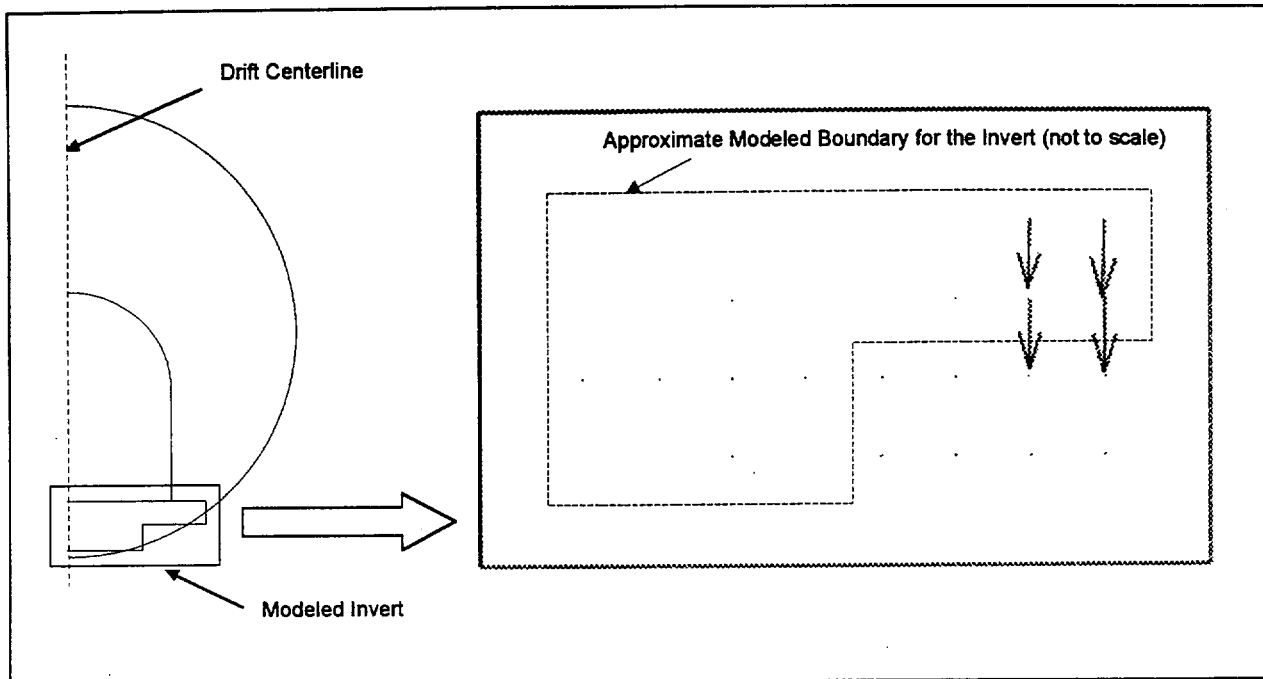 Drift Centerline
Approximate Modeled Boundary for the Invert (not to scale)
Modeled Invert